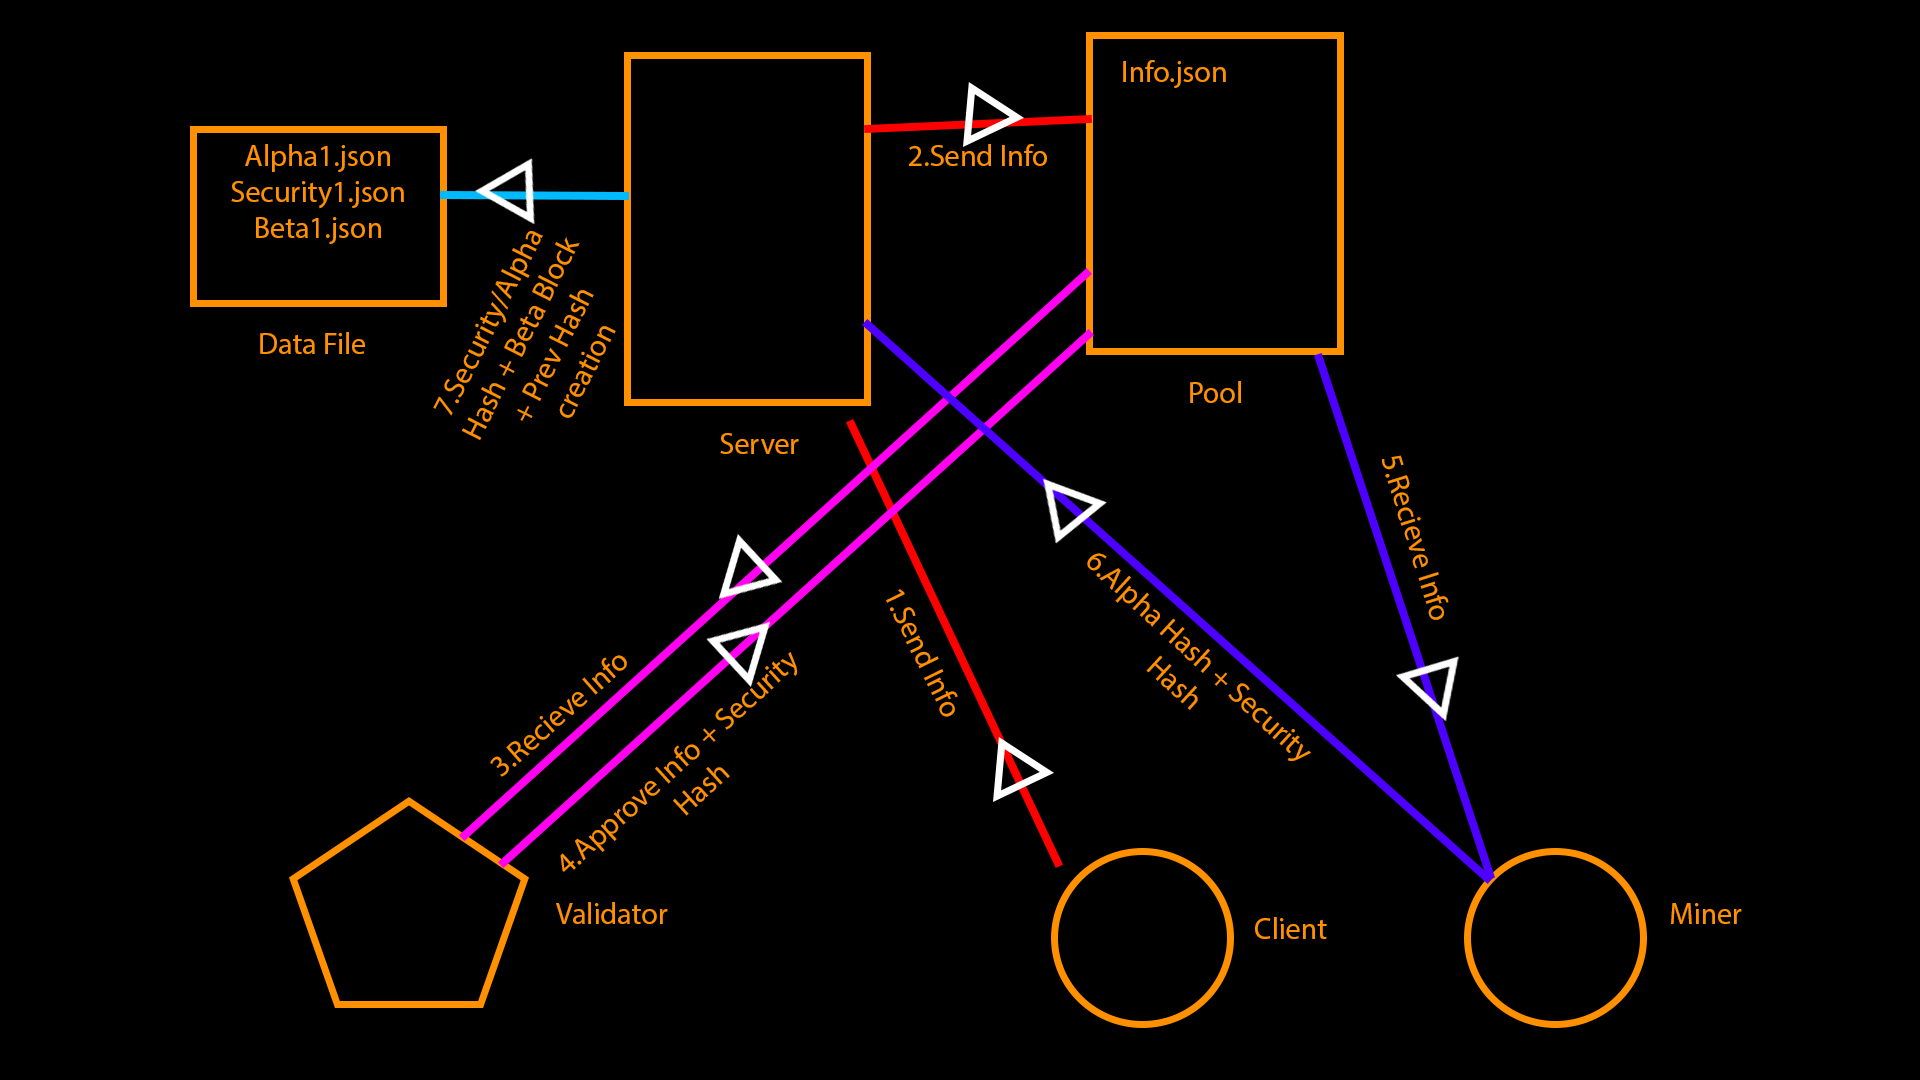 Info.json
Alpha1.json
Security1.json
Beta1.json
2.Send Info
Data File
7.Security/Alpha
Hash + Beta Block
+ Prev Hash
creation
Server
Pool
5.Recieve Info
1.Send Info
6.Alpha Hash + Security
Hash
3.Recieve Info
4.Approve Info + Security
Hash
Validator
Client
Miner